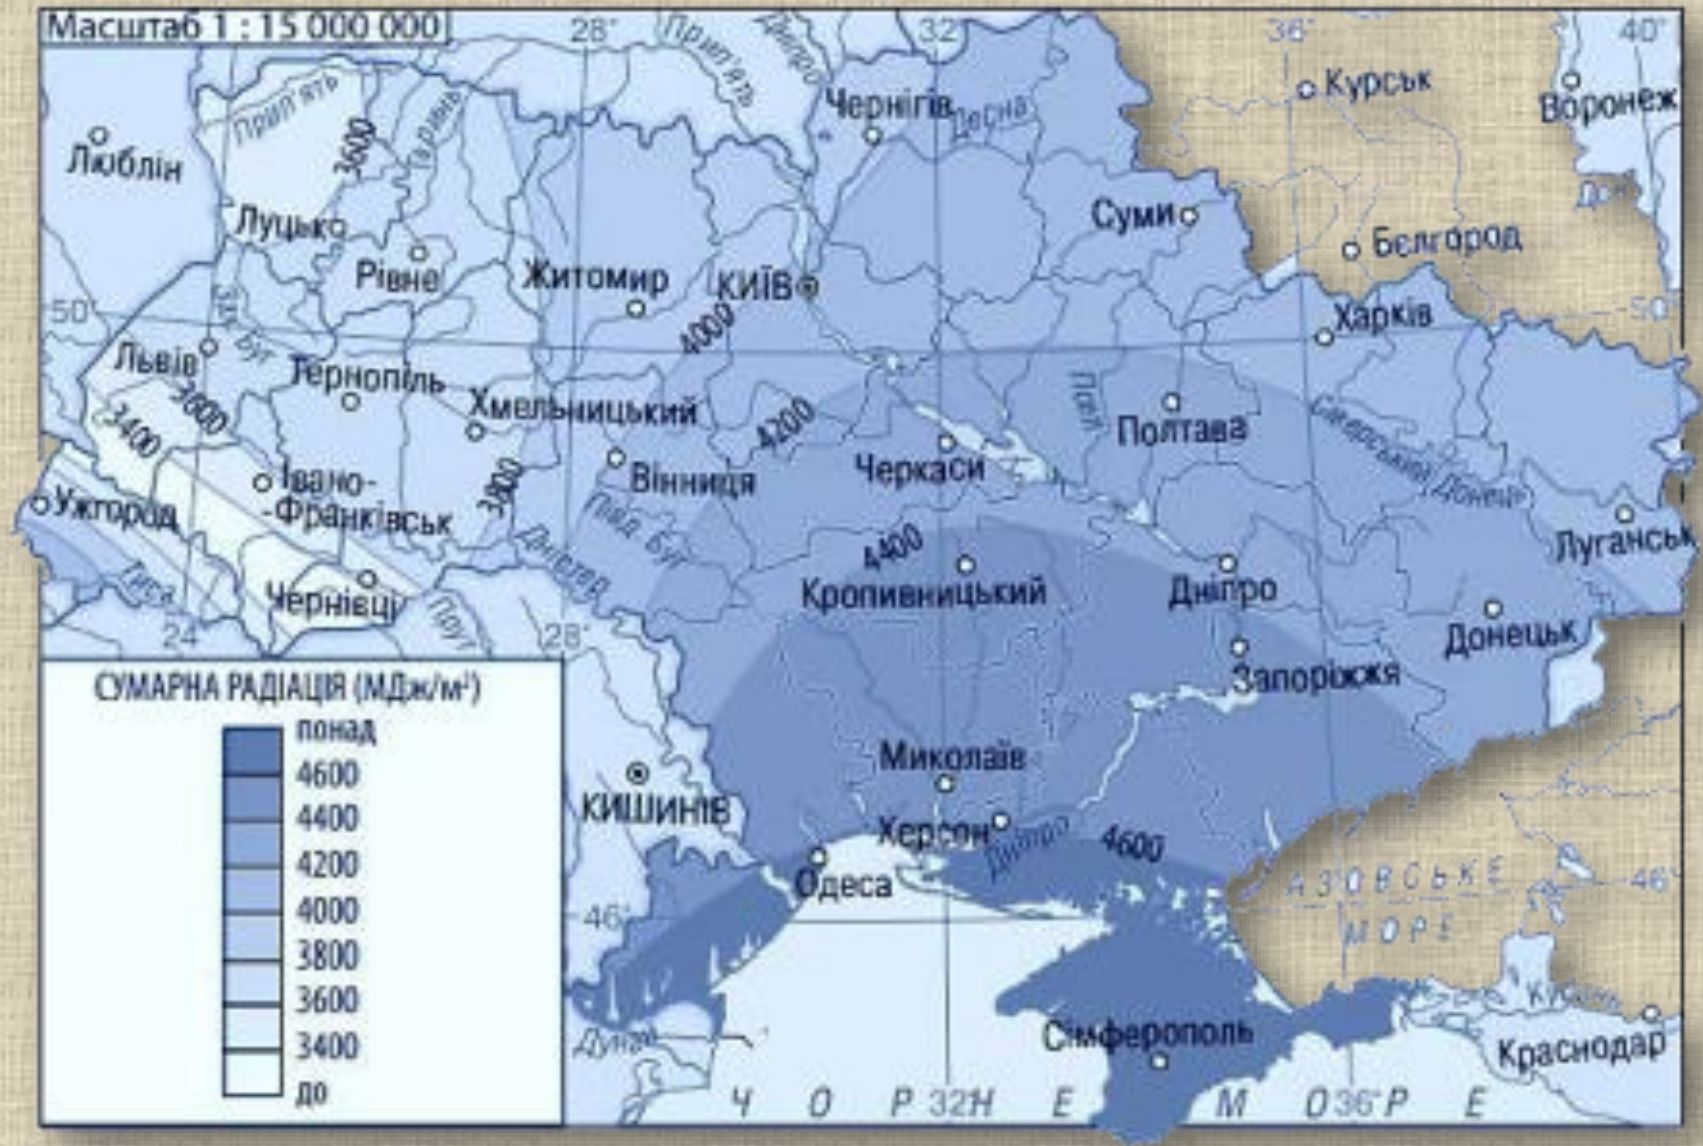 Масштаб 1 : 15 000 000
28°
Прип'ять
Дніпро
32
36°
40°
Курськ
Воронеж
Чернігів
Десна
Прип'ять
3600
Горинь
Люблін
Луцьк
Рівне
Суми
Бєлгород
Житомир
КИЇВ
4000
Харків
50°
50°
Зах. Буг
Львів
Тернопіль
3600
3400
Хмельницький
4200
Псел
Полтава
Сіверський Донець
Черкаси
Вінниця
3800
Івано-
-Франківськ
Ужгород
Півд. Буг
Дністер
4400
Кропивницький
Дніпро
Луганськ
Донецьк
Тиса
Чернівці
Прут
24°
28°
Запоріжжя
СУМАРНА РАДІАЦІЯ (МДж/м²)
понад
4600
4400
4200
4000
3800
3600
3400
до
Миколаїв
КИШИНІВ
Херсон
Дніпро
4600
Одеса
46°
46°
АЗОВСЬКЕ
МОРЕ
Кубань
Дунай
Сімферополь
Краснодар
ЧОРНЕ МОРЕ
32
36°